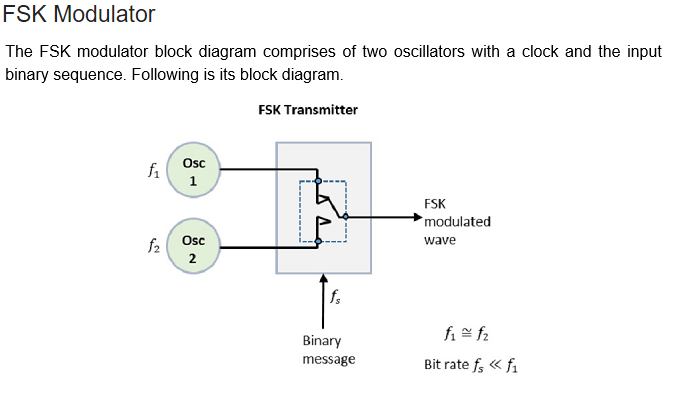 FSK Modulator
The FSK modulator block diagram comprises of two oscillators with a clock and the input
binary sequence. Following is its block diagram.
FSK Transmitter
f₁
Osc
1
FSK
modulated
wave
f₂
Osc
2
fₛ
Binary
message
f₁ ≅ f₂
Bit rate fₛ ≪ f₁